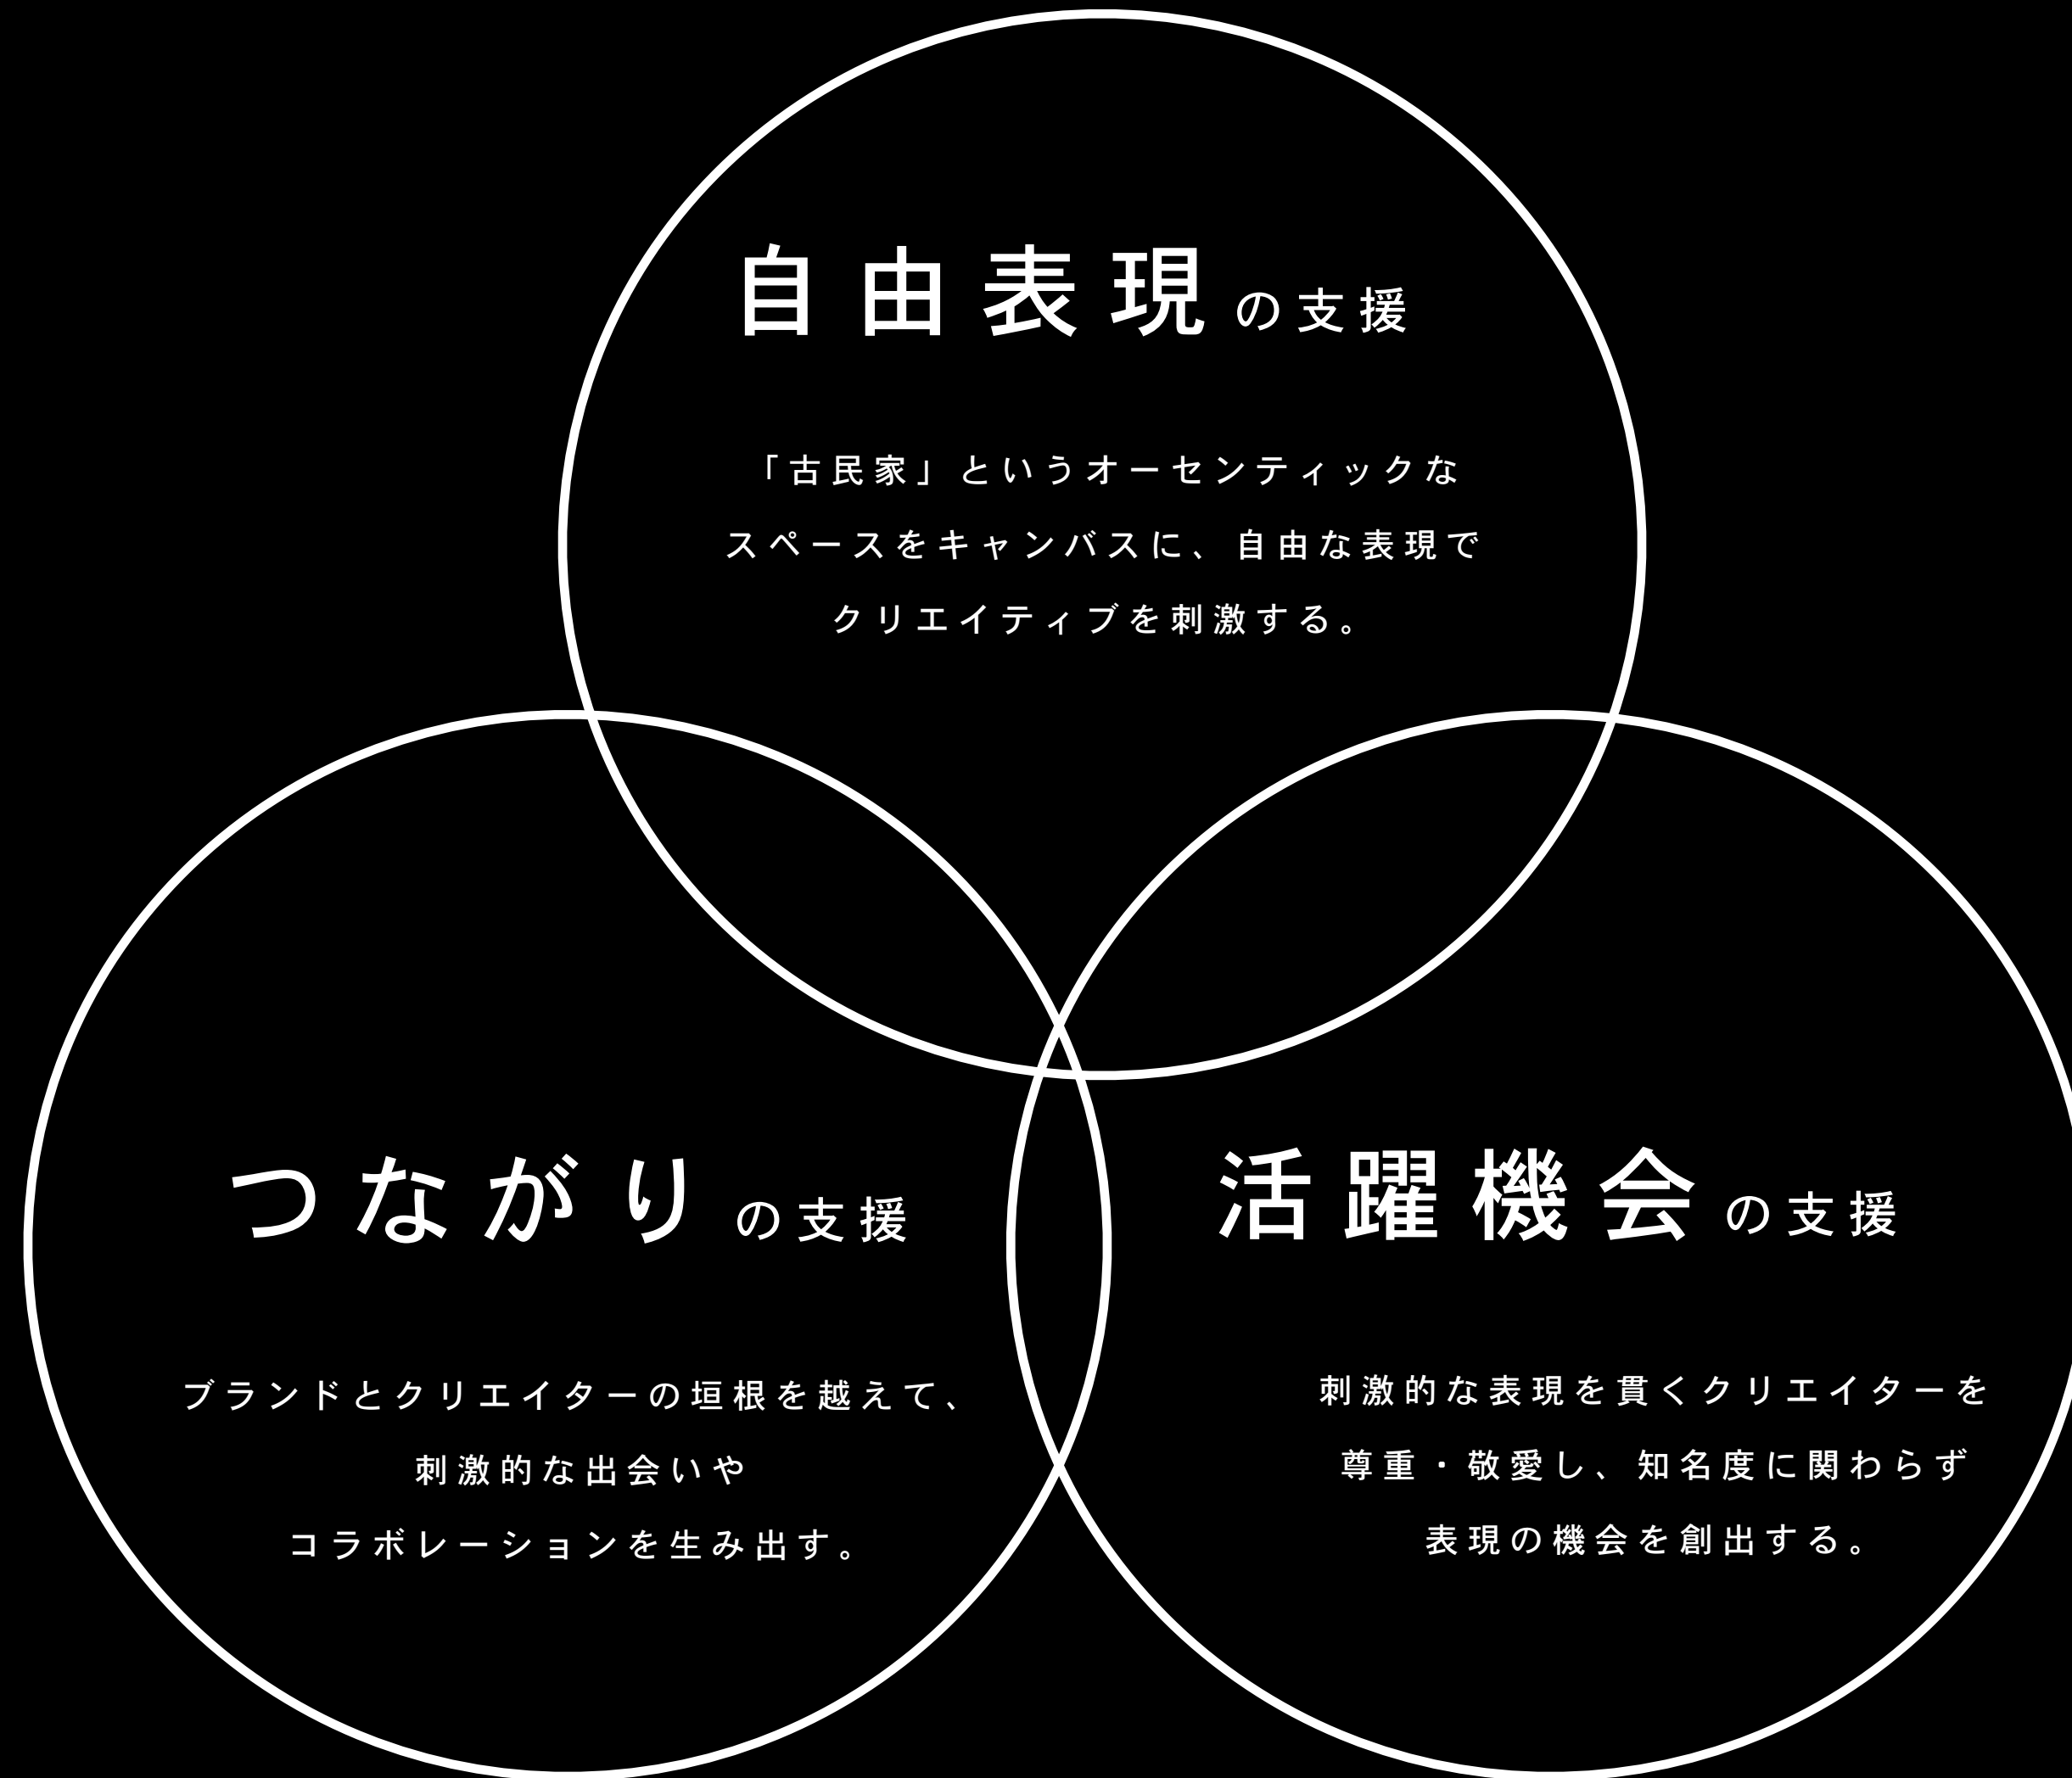 自由表現の支援
「古民家」というオーセンティックな
スペースをキャンバスに、自由な表現で
クリエイティブを刺激する。
つながりの支援
ブランドとクリエイターの垣根を越えて、
刺激的な出会いや
コラボレーションを生み出す。
活躍機会の支援
刺激的な表現を貫くクリエイターを
尊重・敬愛し、知名度に関わらず
表現の機会を創出する。